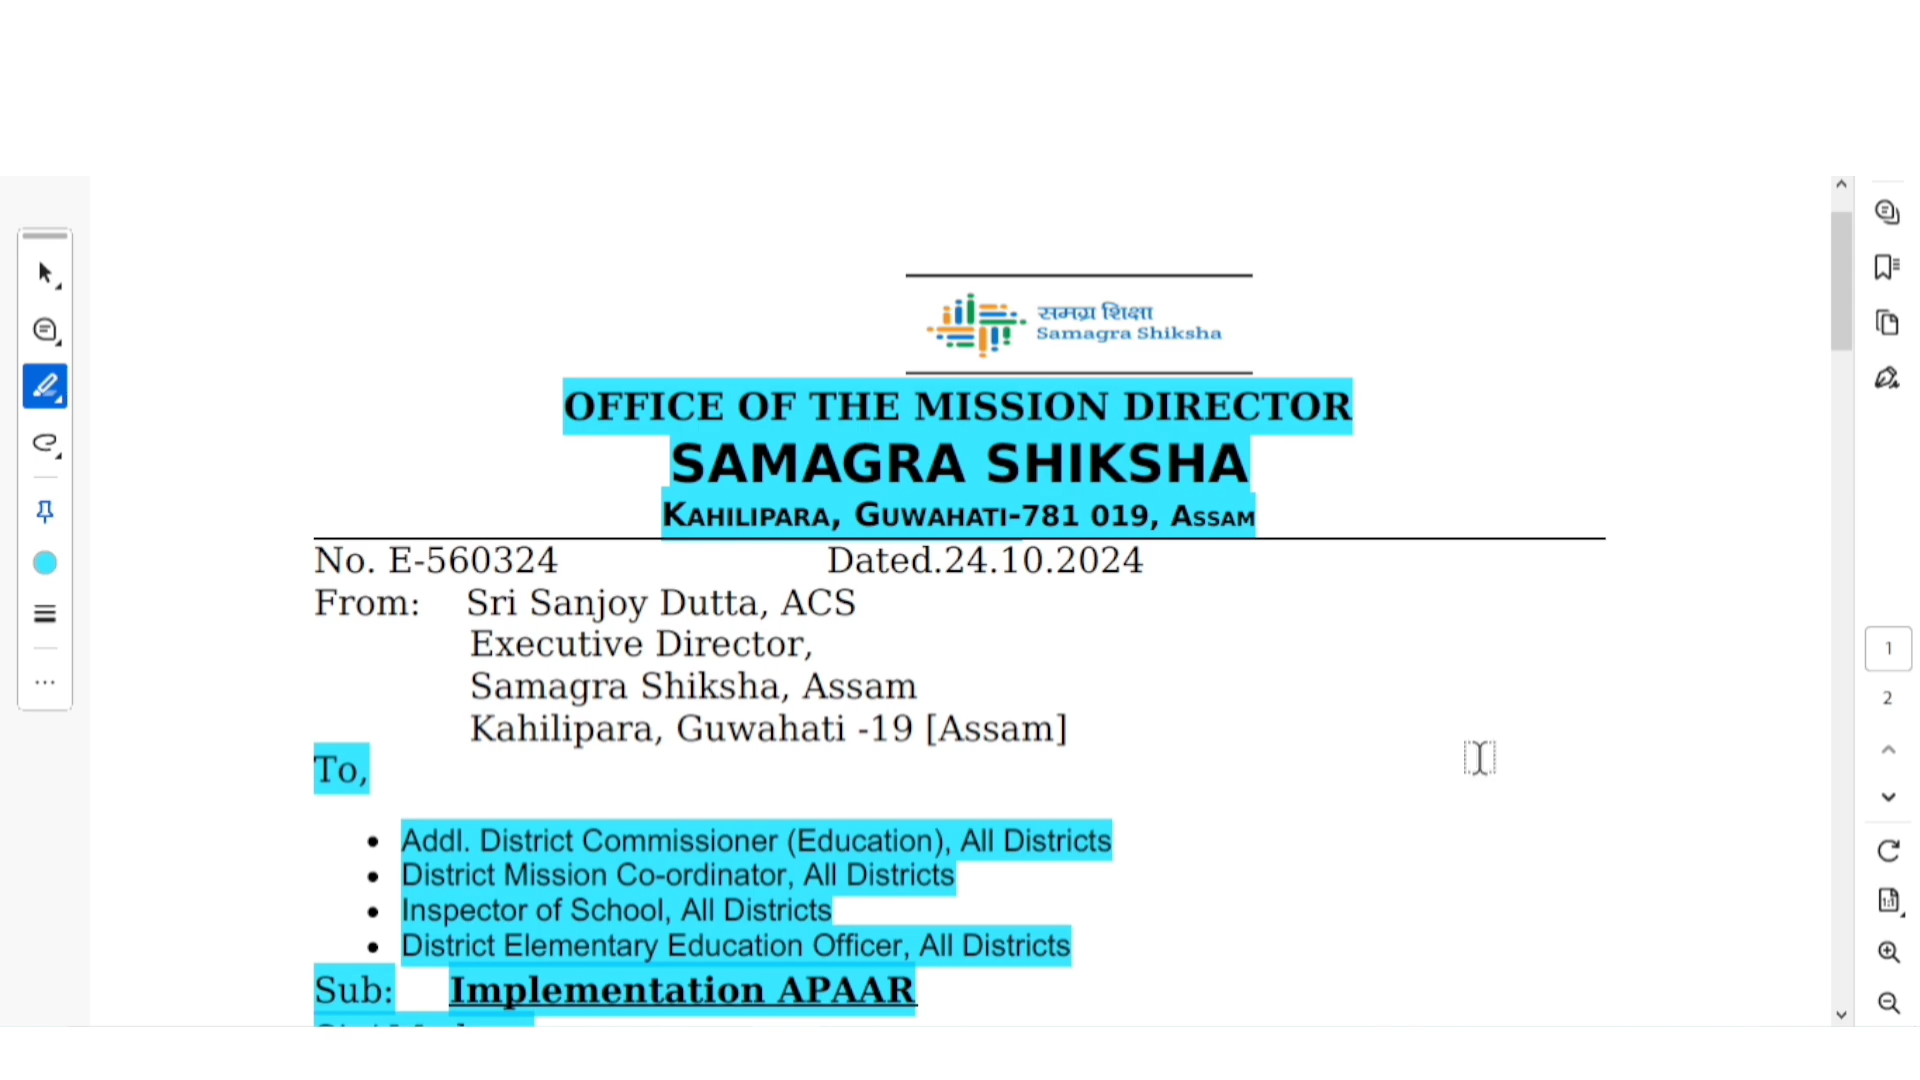 समग्र शिक्षा
Samagra Shiksha
OFFICE OF THE MISSION DIRECTOR
SAMAGRA SHIKSHA
KAHILIPARA, GUWAHATI-781 019, ASSAM
No. E-560324 Dated.24.10.2024
From: Sri Sanjoy Dutta, ACS
Executive Director,
Samagra Shiksha, Assam
Kahilipara, Guwahati -19 [Assam]
To,
• Addl. District Commissioner (Education), All Districts
• District Mission Co-ordinator, All Districts
• Inspector of School, All Districts
• District Elementary Education Officer, All Districts
Sub: Implementation APAAR
1
2